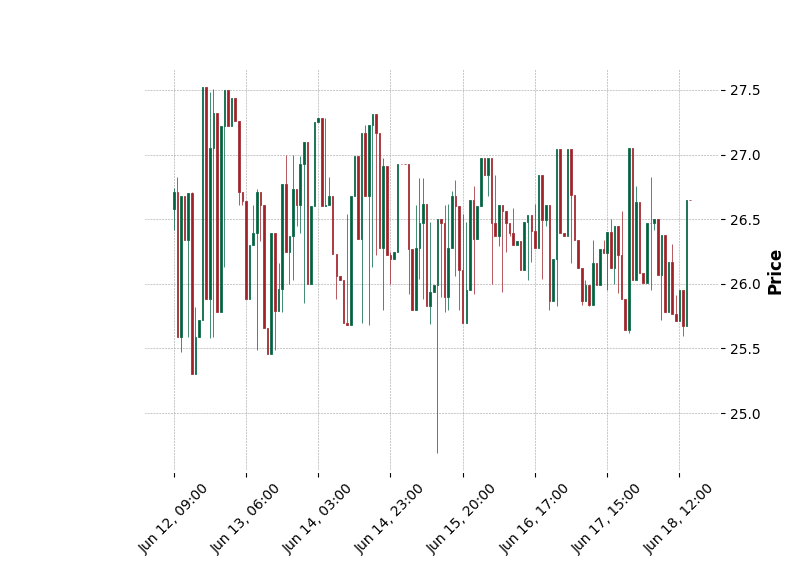 27.5
27.0
26.5
26.0
25.5
25.0
Price
Jun 12, 09:00
Jun 13, 06:00
Jun 14, 03:00
Jun 14, 23:00
Jun 15, 20:00
Jun 16, 17:00
Jun 17, 15:00
Jun 18, 12:00